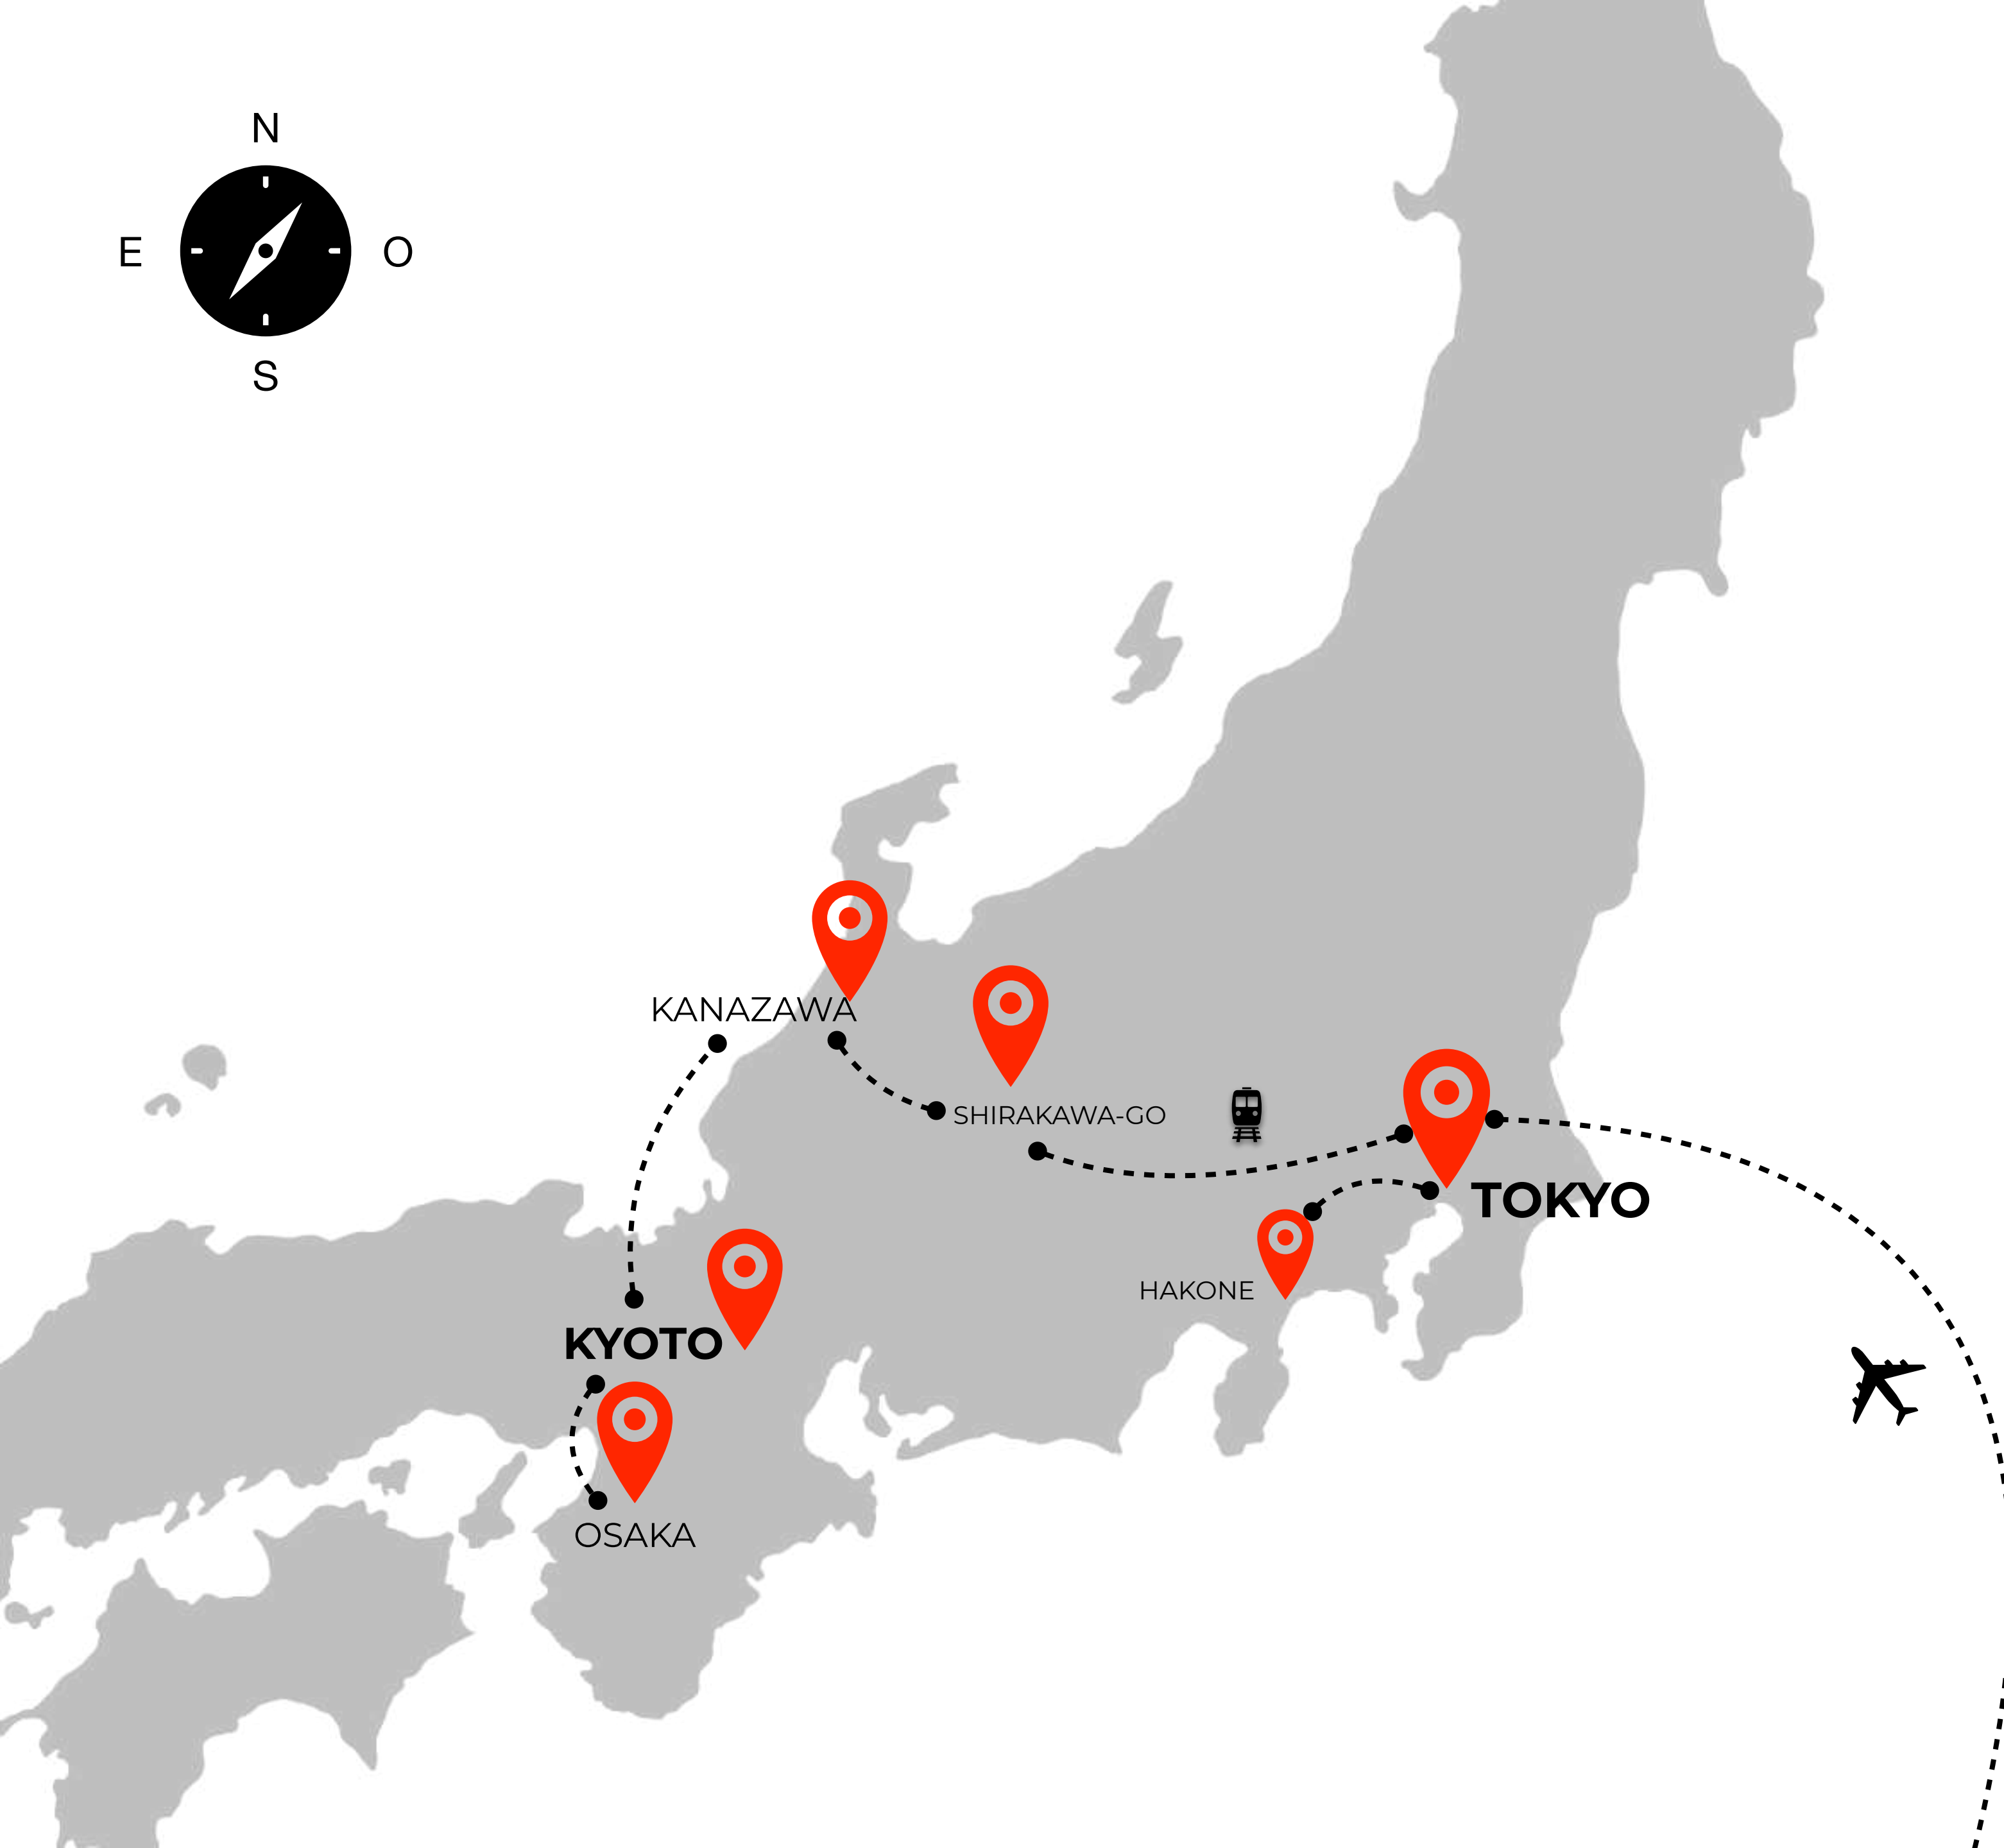 N
E
O
S
KANAZAWA
SHIRAKAWA-GO
TOKYO
HAKONE
KYOTO
OSAKA